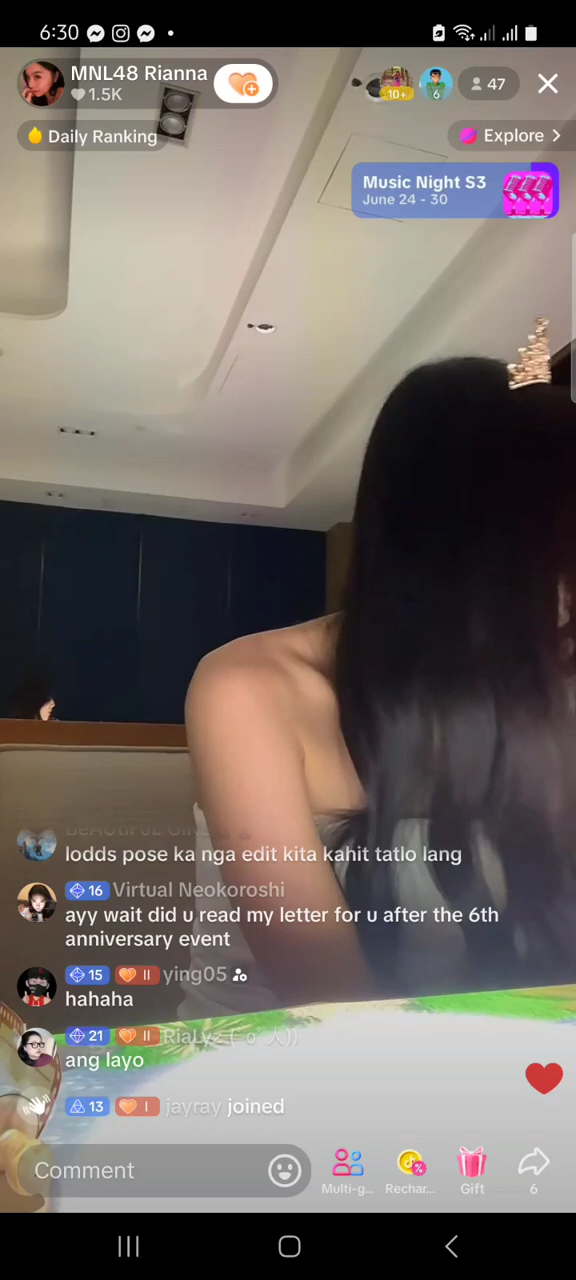 6:30
MNL48 Rianna
1.5K
10+
6
47
Daily Ranking
Explore
Music Night S3
June 24 - 30
lodds pose ka nga edit kita kahit tatlo lang
16 Virtual Neokoroshi
ayy wait did u read my letter for u after the 6th
anniversary event
15 II ying05
hahaha
21 II
ang layo
13 I jayray joined
Comment
Multi-g...
Rechar...
Gift
6